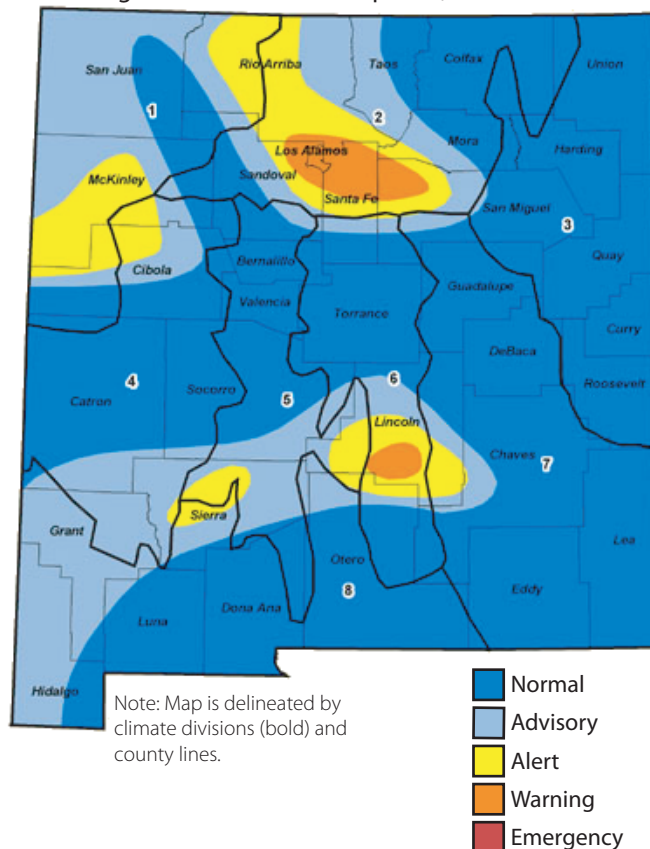 San Juan
Rio Arriba
Taos
Colfax
Union
1
2
Mora
Harding
Los Alamos
McKinley
Sandoval
Santa Fe
San Miguel
3
Cibola
Bernalillo
Quay
Valencia
Guadalupe
Torrance
Curry
DeBaca
4
Socorro
5
6
Roosevelt
Catron
Lincoln
Chaves
7
Sierra
Grant
Otero
Lea
8
Eddy
Dona Ana
Luna
Hidalgo
Note: Map is delineated by
climate divisions (bold) and
county lines.
Normal
Advisory
Alert
Warning
Emergency